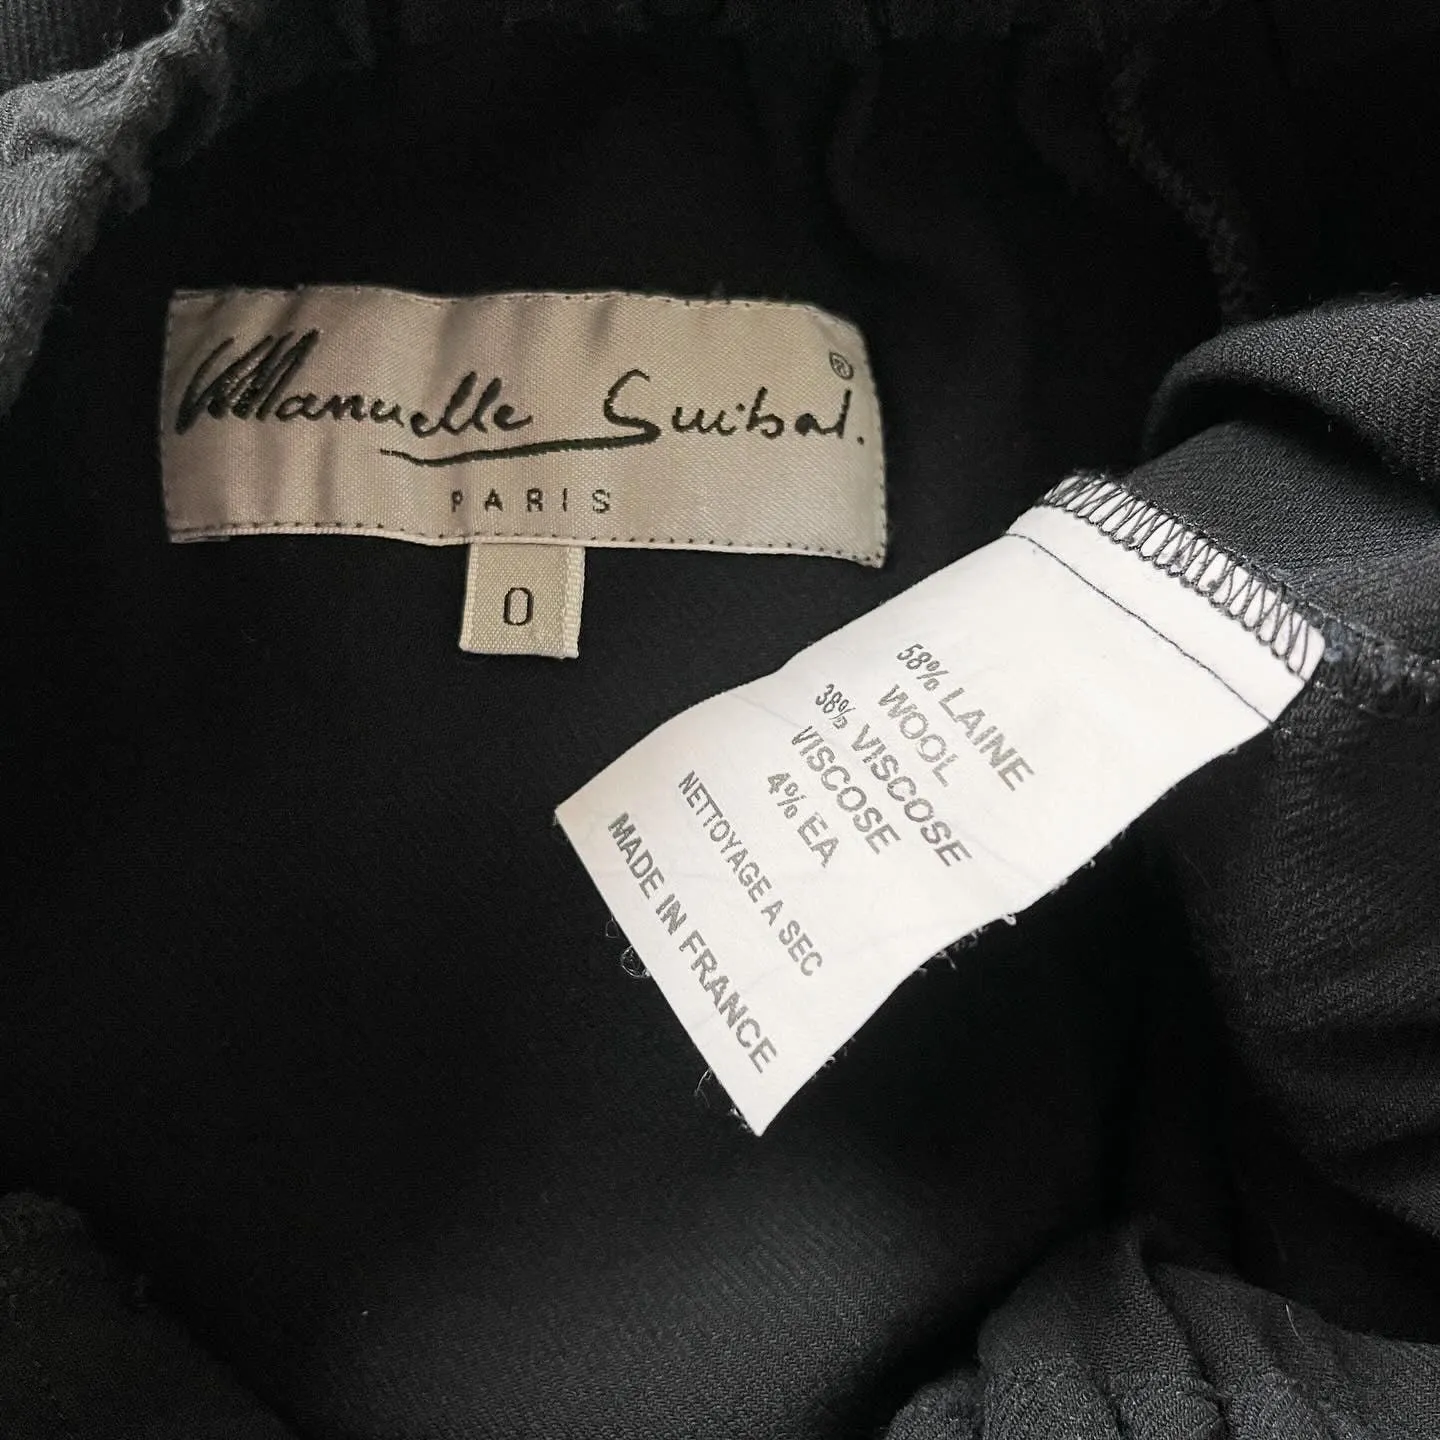 Manuelle Guibal.
®
PARIS
0
58% LAINE
WOOL
38% VISCOSE
VISCOSE
4% EA
NETTOYAGE A SEC
MADE IN FRANCE